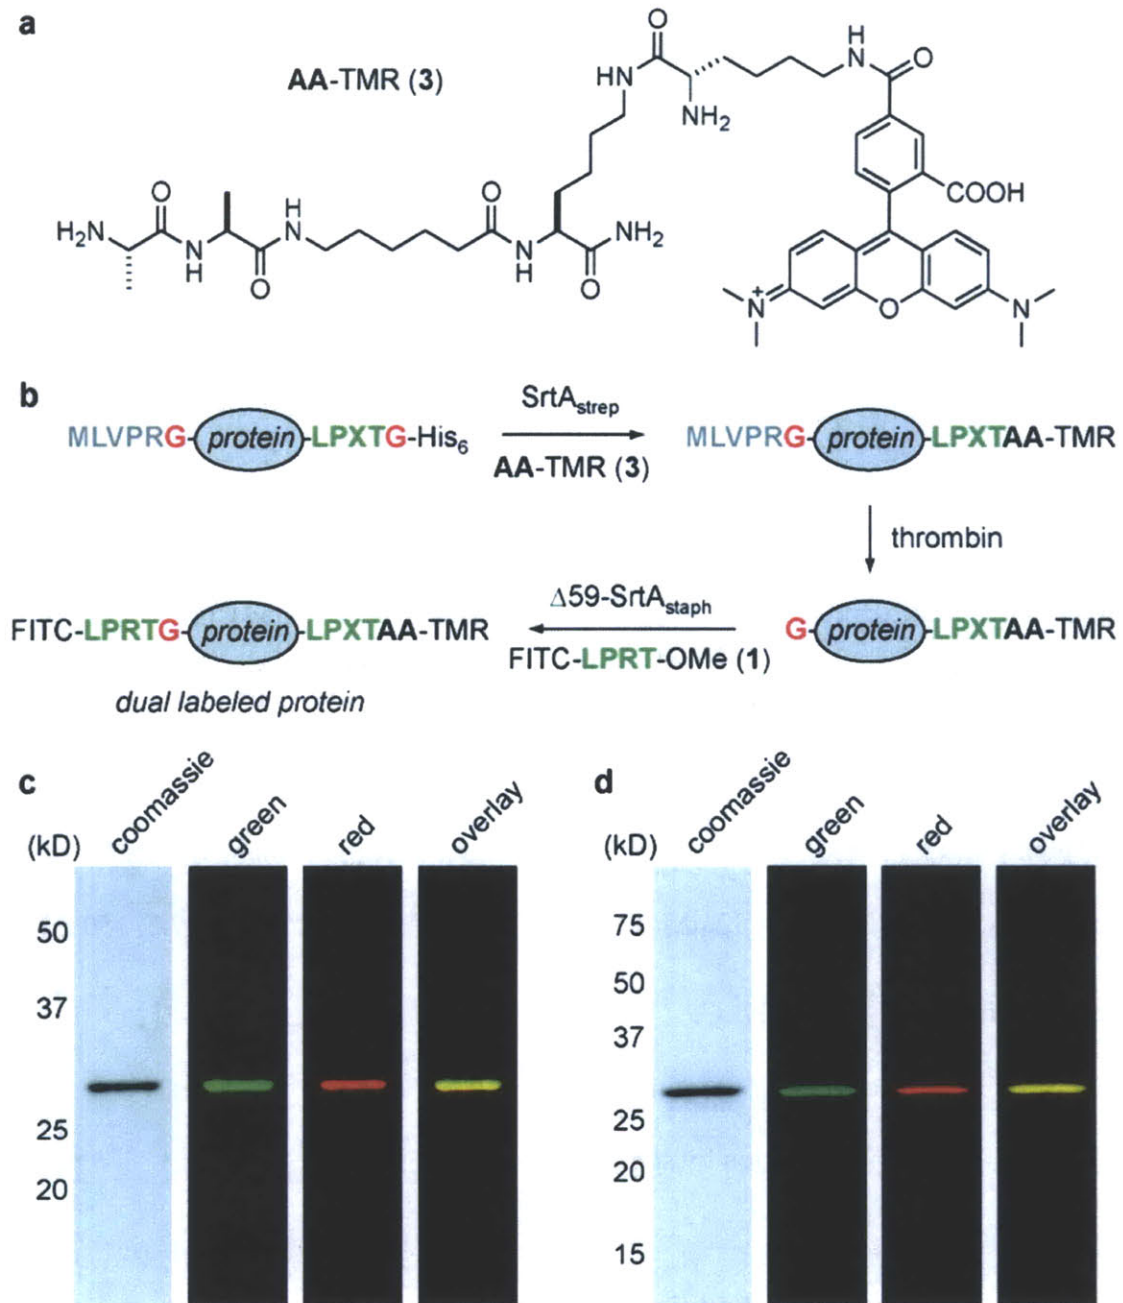 a
AA-TMR (3)
O
H
N
O
HN
NH2
COOH
O
H
N
O
H2N
N
H
O
N
H
O
NH2
N+
O
N
b
SrtAstrep
MLVPRG-protein-LPXTG-His6
AA-TMR (3)
MLVPRG-protein-LPXTAA-TMR
thrombin
Δ59-SrtAstaph
FITC-LPRTG-protein-LPXTAA-TMR
FITC-LPRT-OMe (1)
G-protein-LPXTAA-TMR
dual labeled protein
c
(kD)
coomassie
green
red
overlay
50
37
25
20
d
(kD)
coomassie
green
red
overlay
75
50
37
25
20
15